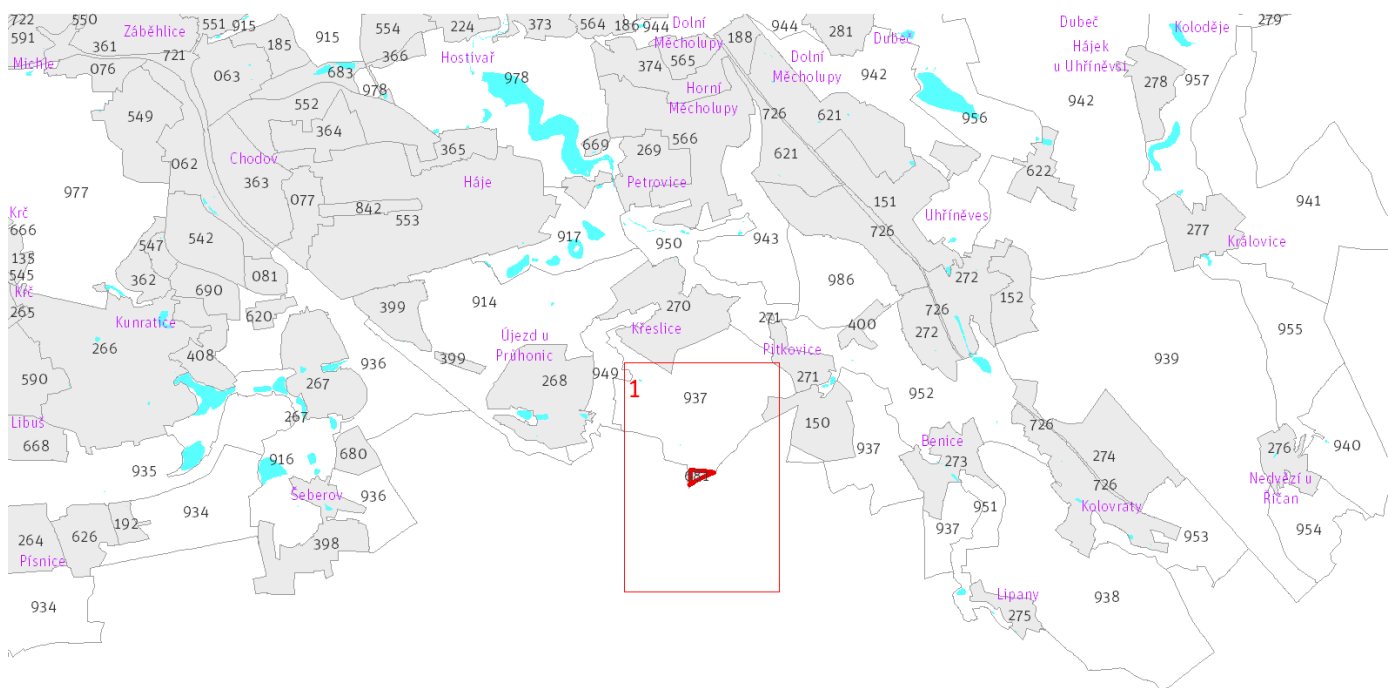 722 550 551 915 224 373 564 186 944 Dolní Měcholupy 944 281 Dubeč 279
591 Záběhlice 915 554 188 Koloděje
361 721 185 366 Hostivař 565 Dolní Měcholupy Dubeč Hájek u Uhříněvsi
Michle 076 063 683 978 978 374 942 278 957
552 Horní Měcholupy 942
549 364 726 621 956
365 669 269 566 621
062 Chodov 363 622
977 077 Háje Petrovice
842 553 151 941
Krč 666 Uhříněves
547 542 917 950 943 726 277 Královice
135
545 362 690 081 986 272 152
Krč
265 620 399 914 270 271 400 726 955
Kunratice Újezd u Průhonic Křeslice Pitkovice 272
266 408 936 399 939
590 267 268 949 1 937 271 952
267
Libuš 668 150 726 276 940
680 937 Benice 273 274
935 916 726 Nedvězí u Říčan
Šeberov 936 Kolovraty
192 934 951 954
264 626 398 937 953
Písnice
934 Lipany 938
275